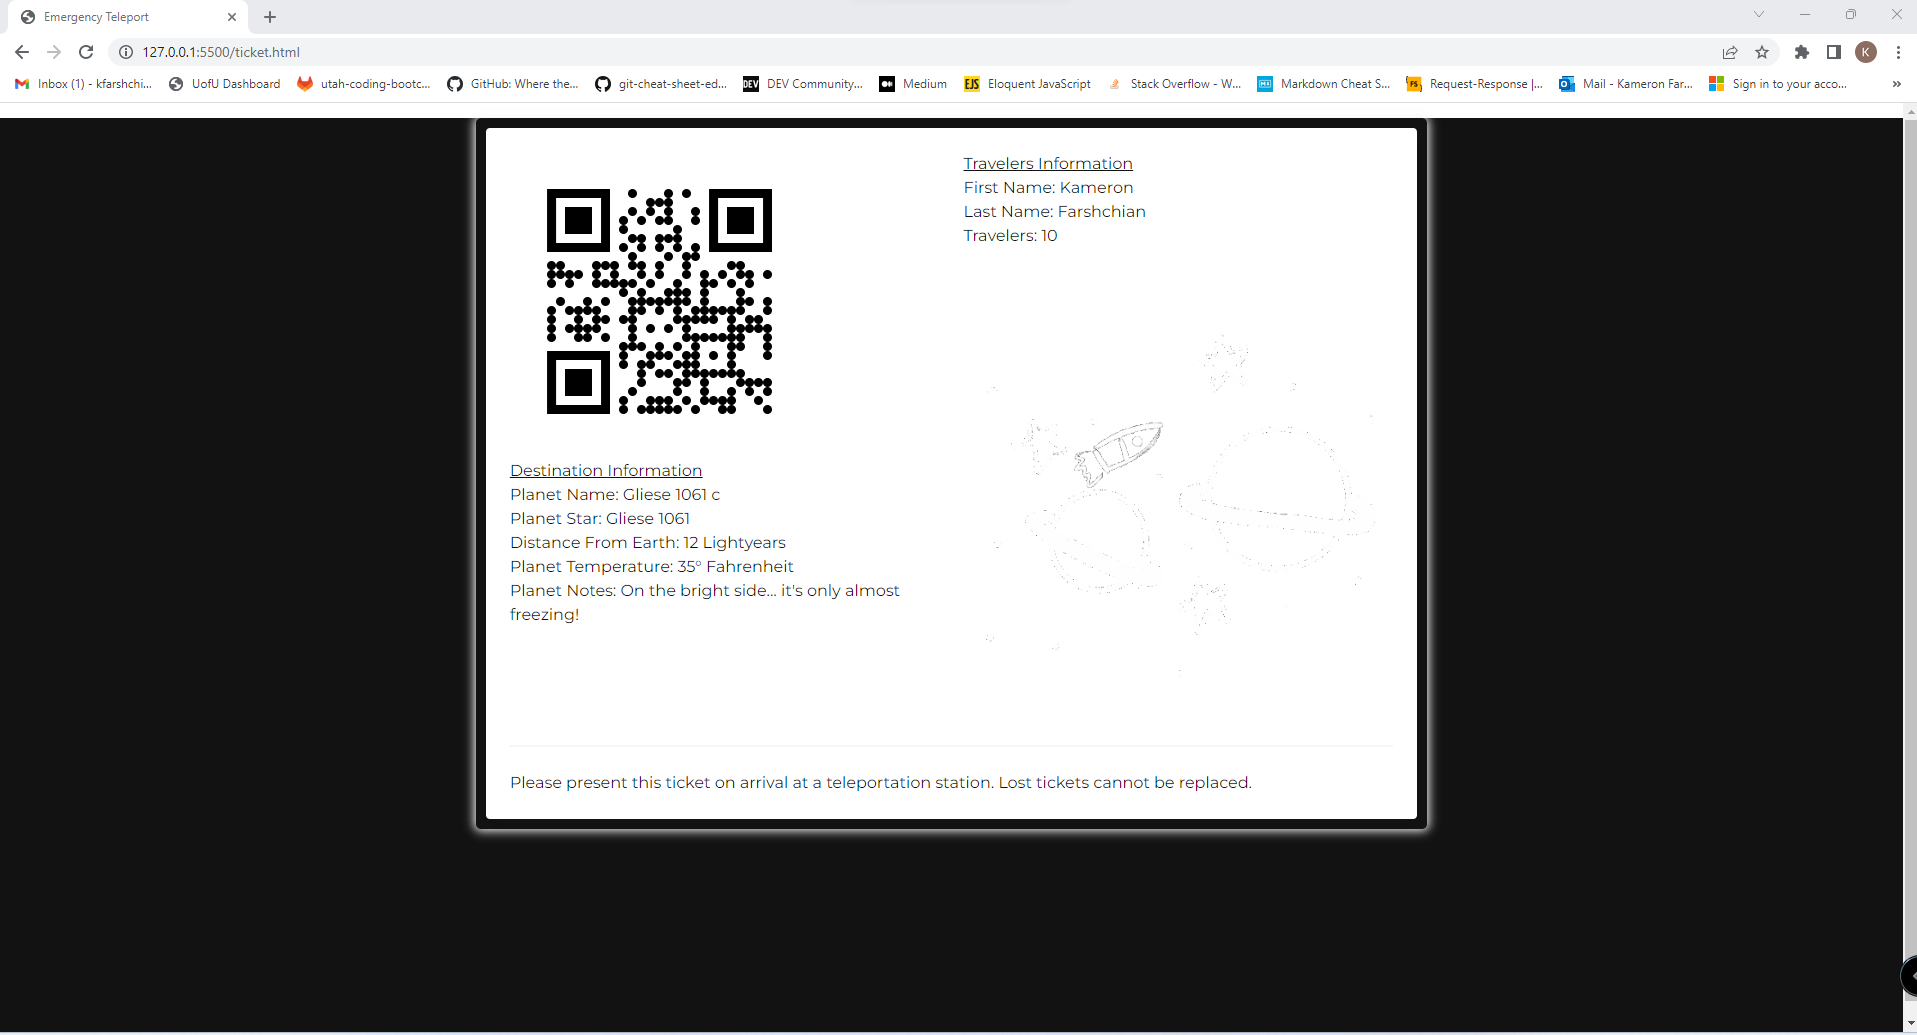 Emergency Teleport
127.0.0.1:5500/ticket.html
K
Inbox (1) - kfarshchi...
UofU Dashboard
utah-coding-bootc...
GitHub: Where the...
git-cheat-sheet-ed...
DEV
DEV Community...
Medium
EJS
Eloquent JavaScript
Stack Overflow - W...
Markdown Cheat S...
FS
Request-Response |...
Mail - Kameron Far...
Sign in to your acco...
Travelers Information
First Name: Kameron
Last Name: Farshchian
Travelers: 10
Destination Information
Planet Name: Gliese 1061 c
Planet Star: Gliese 1061
Distance From Earth: 12 Lightyears
Planet Temperature: 35° Fahrenheit
Planet Notes: On the bright side... it's only almost
freezing!
Please present this ticket on arrival at a teleportation station. Lost tickets cannot be replaced.